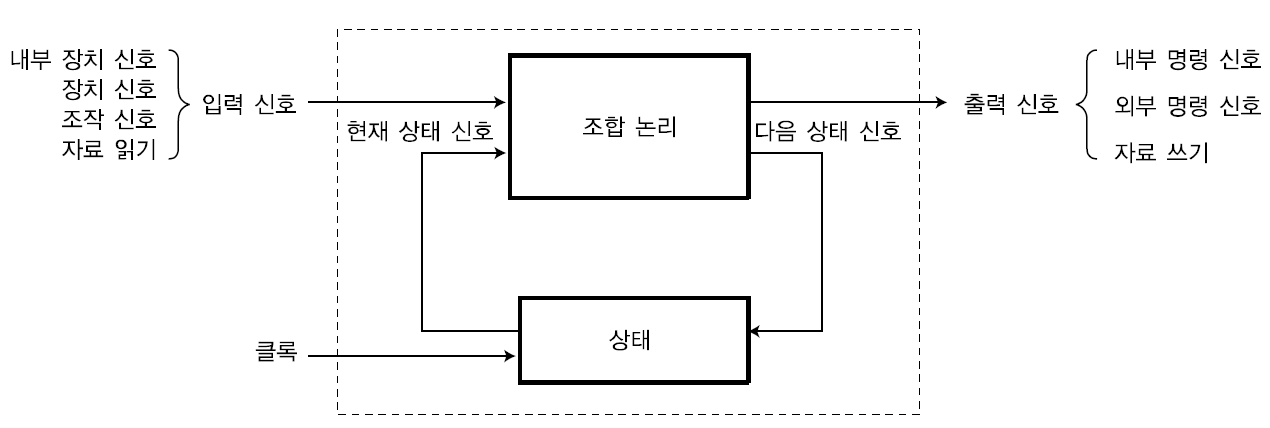 내부 장치 신호
장치 신호
조작 신호
자료 읽기
입력 신호
현재 상태 신호
조합 논리
다음 상태 신호
출력 신호
내부 명령 신호
외부 명령 신호
자료 쓰기
클록
상태